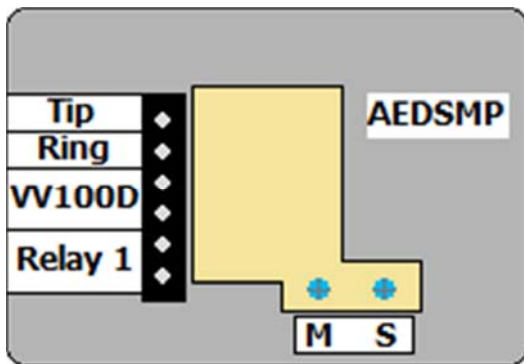 Tip
Ring
VV100D
Relay 1
AEDSMP
M S